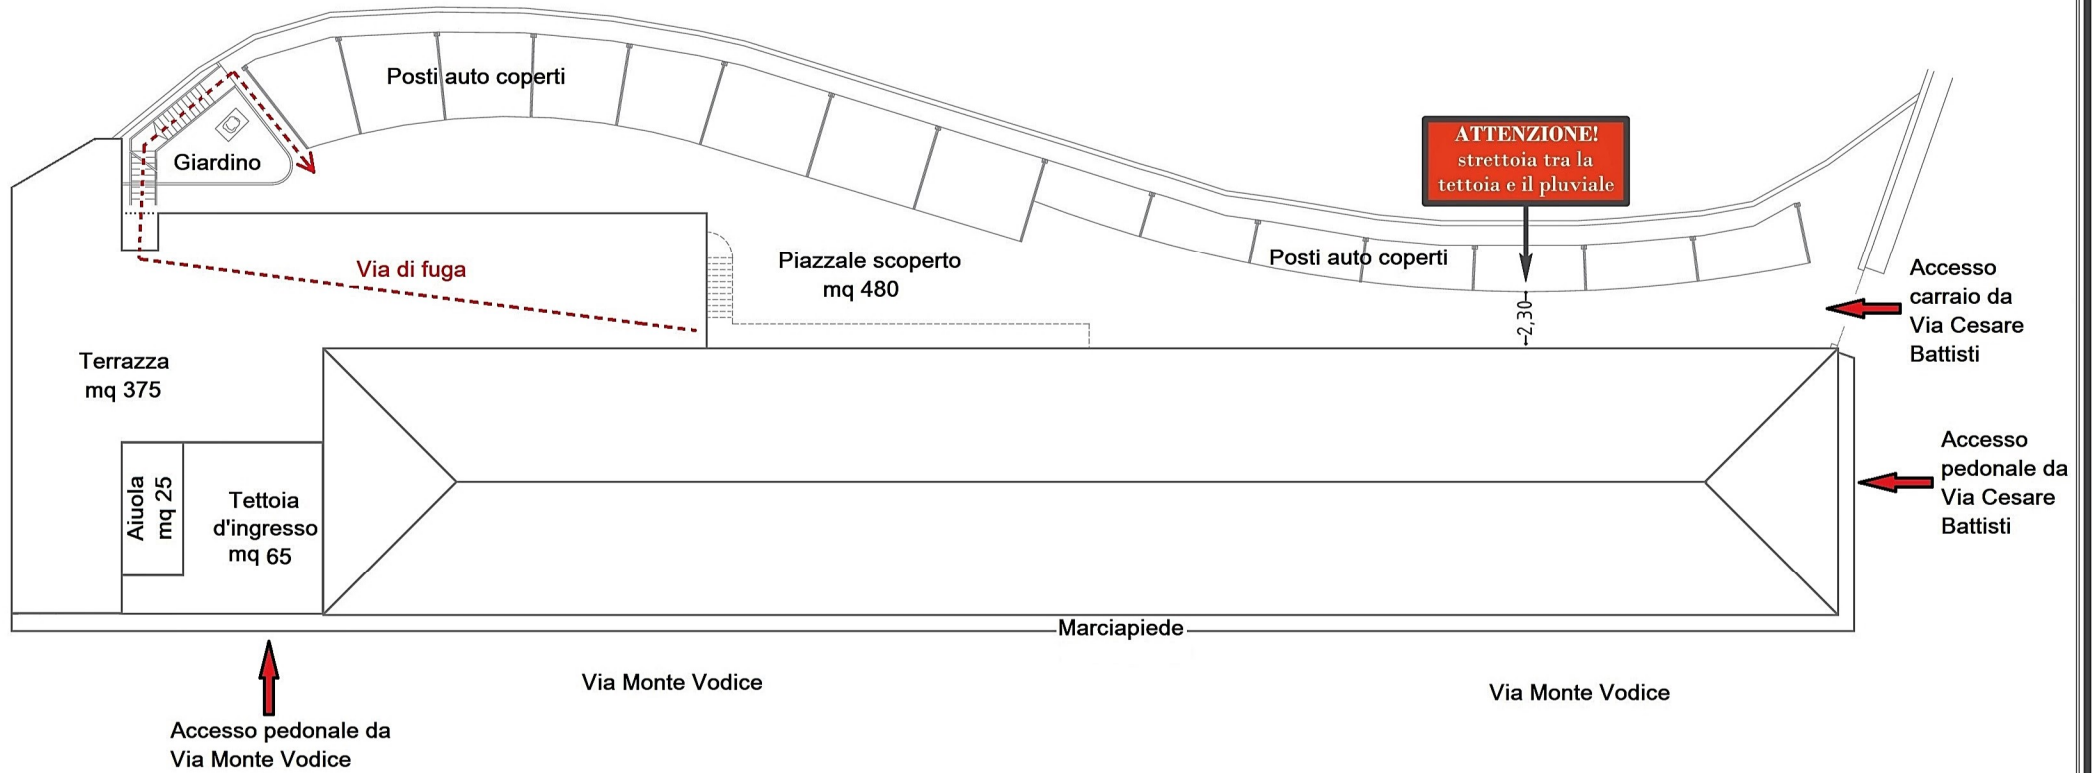 Posti auto coperti
ATTENZIONE!
strettoia tra la
tettoia e il pluviale
Giardino
Via di fuga
Piazzale scoperto
mq 480
Posti auto coperti
2,30
Accesso
carraio da
Via Cesare
Battisti
Terrazza
mq 375
Aiuola
mq 25
Tettoia
d'ingresso
mq 65
Accesso
pedonale da
Via Cesare
Battisti
Marciapiede
Via Monte Vodice
Via Monte Vodice
Accesso pedonale da
Via Monte Vodice